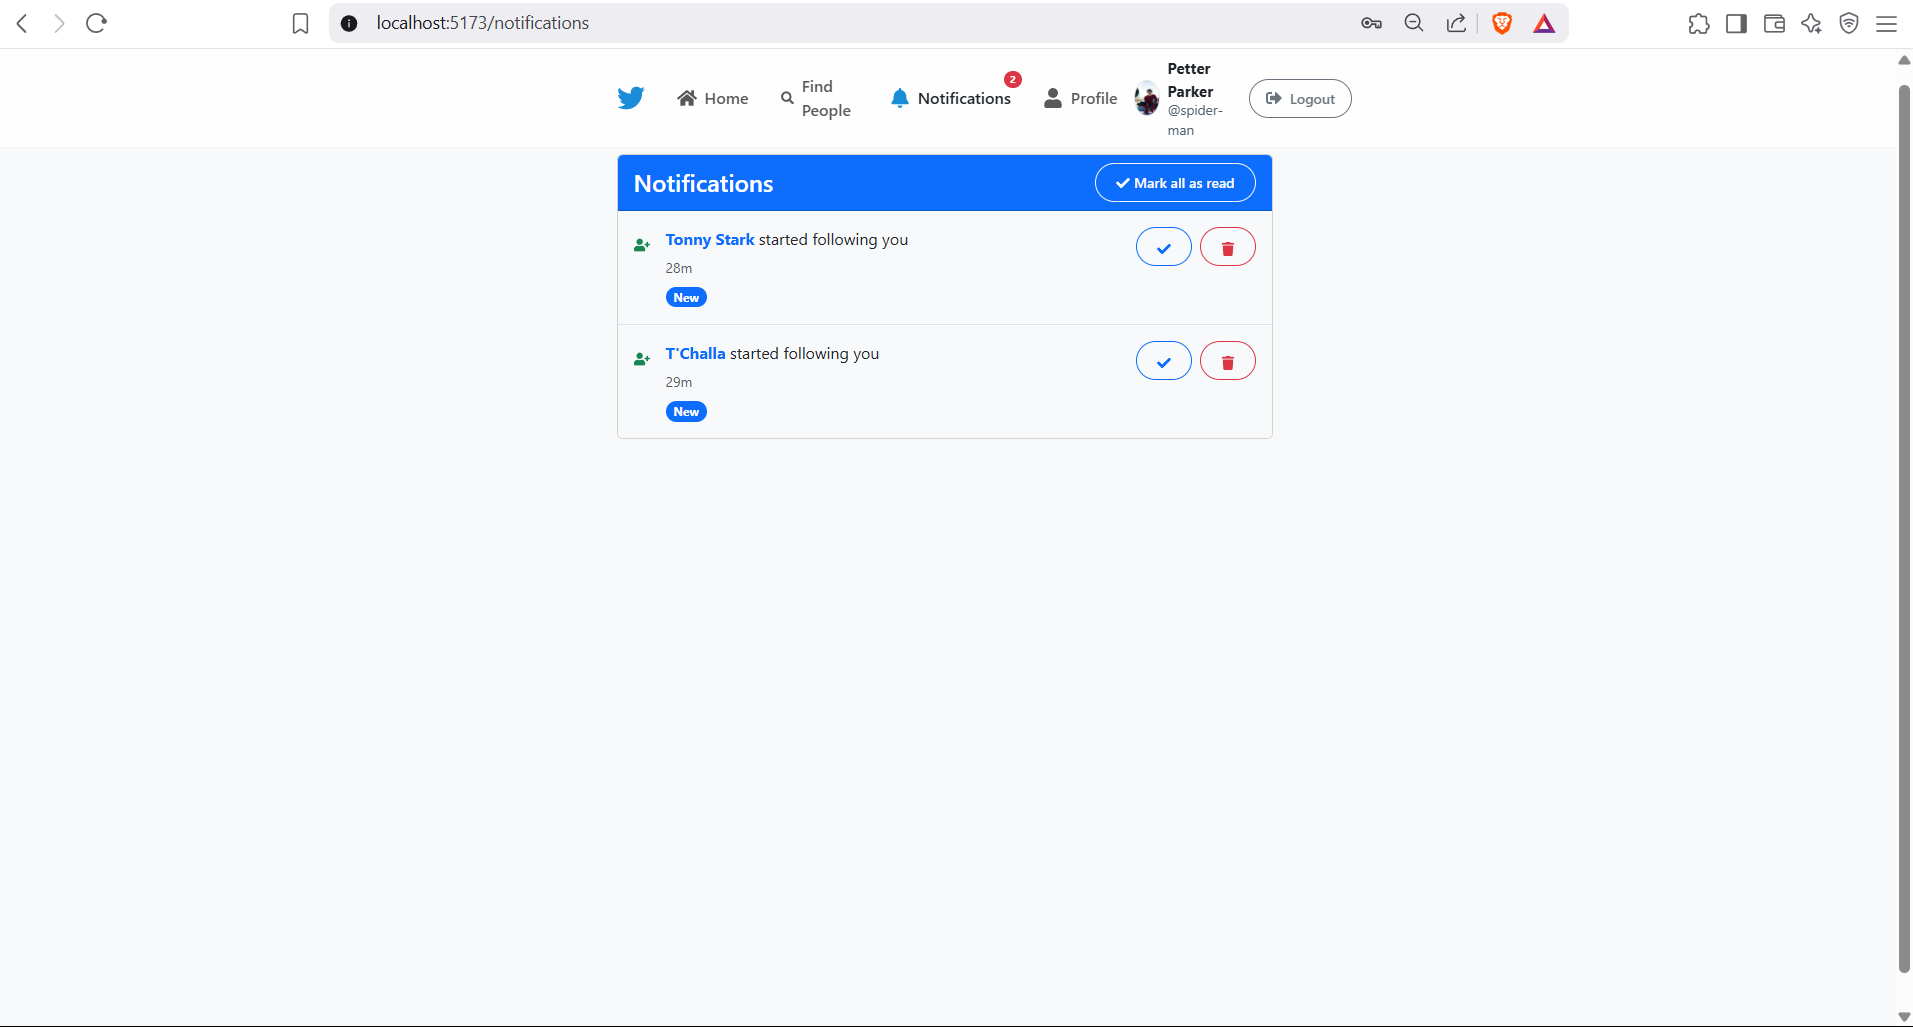 localhost:5173/notifications
Home
Find
People
Notifications
2
Profile
Petter
Parker
@spider-
man
Logout
Notifications
Mark all as read
Tonny Stark started following you
28m
New
T'Challa started following you
29m
New